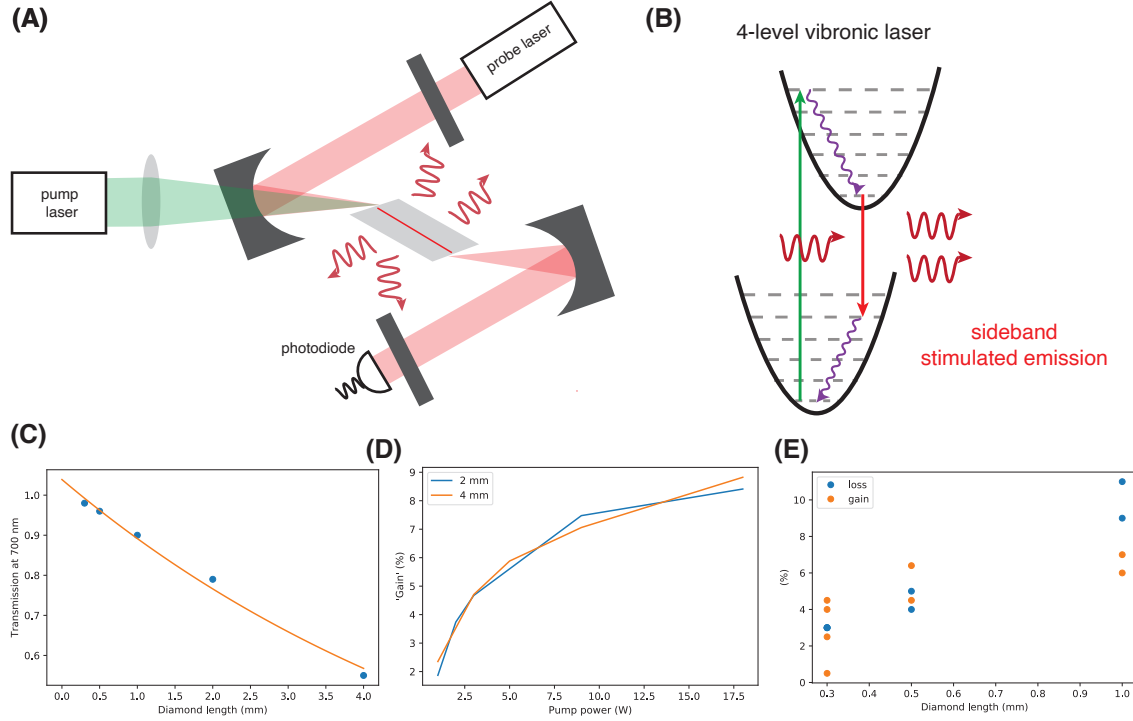 (A)
probe laser
pump
laser
photodiode
(B)
4-level vibronic laser
sideband
stimulated emission
(C)
Transmission at 700 nm
1.0
0.9
0.8
0.7
0.6
0.0 0.5 1.0 1.5 2.0 2.5 3.0 3.5 4.0
Diamond length (mm)
(D)
2 mm
4 mm
'Gain' (%)
9
8
7
6
5
4
3
2
2.5 5.0 7.5 10.0 12.5 15.0 17.5
Pump power (W)
(E)
loss
gain
(%)
10
8
6
4
2
0
0.3 0.4 0.5 0.6 0.7 0.8 0.9 1.0
Diamond length (mm)